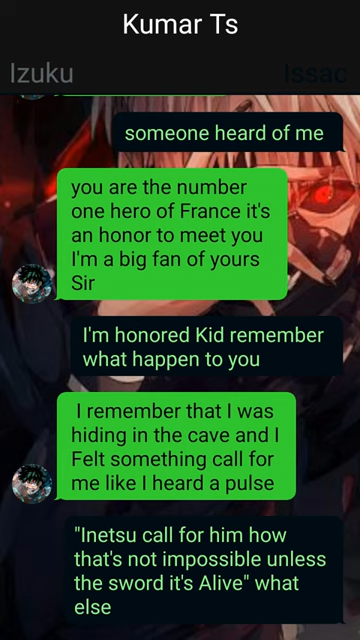 Kumar Ts
Izuku
Issac
someone heard of me
you are the number
one hero of France it's
an honor to meet you
I'm a big fan of yours
Sir
I'm honored Kid remember
what happen to you
I remember that I was
hiding in the cave and I
Felt something call for
me like I heard a pulse
"Inetsu call for him how
that's not impossible unless
the sword it's Alive" what
else